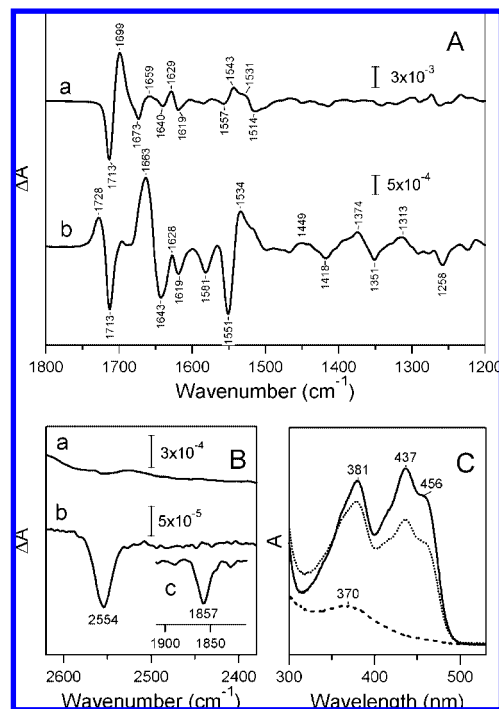 A
a
1699
1659
1629
1543
1531
3x10-3
1673
1640
1619
1557
1514
1713
5x10-4
ΔA
1728
1663
b
1628
1534
1449
1374
1313
1713
1643
1619
1581
1551
1418
1351
1258
1800 1700 1600 1500 1400 1300 1200
Wavenumber (cm-1)
B
a
3x10-4
b
5x10-5
ΔA
c
2554
1857
1900 1850
2600 2500 2400
Wavenumber (cm-1)
C
437
381
456
A
370
300 400 500
Wavelength (nm)